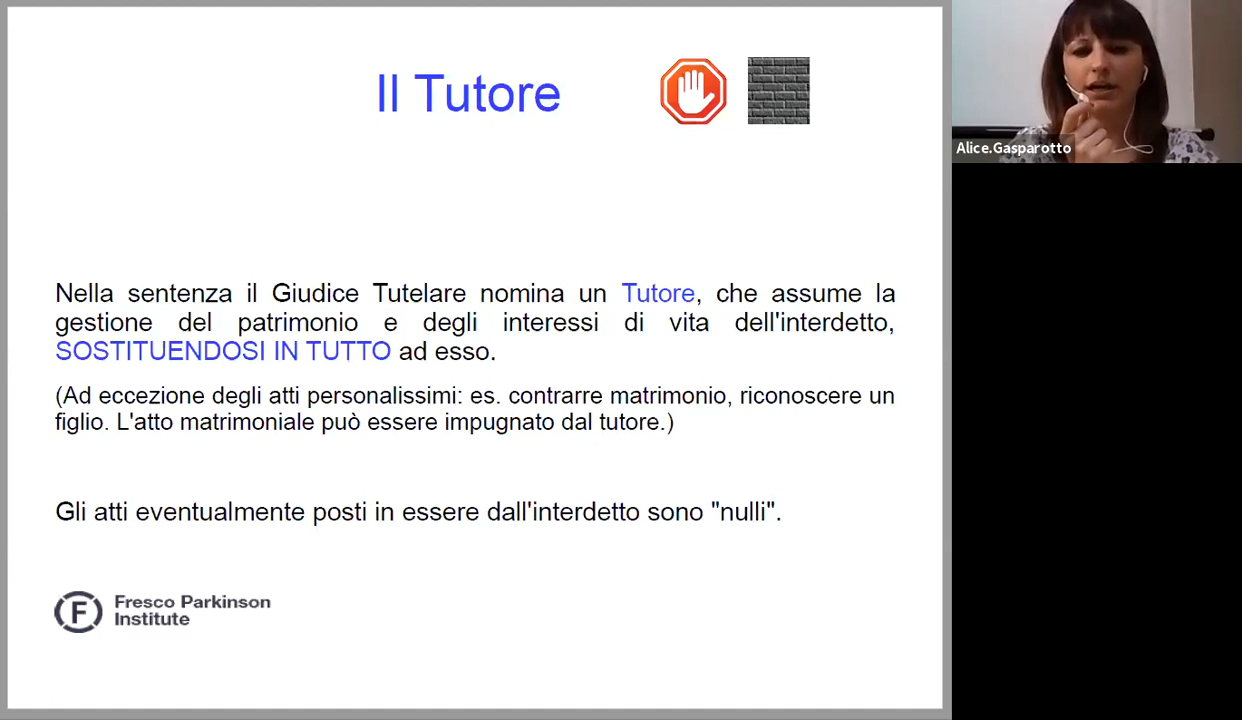 Il Tutore
Alice.Gasparotto
Nella sentenza il Giudice Tutelare nomina un Tutore, che assume la
gestione del patrimonio e degli interessi di vita dell'interdetto,
SOSTITUENDOSI IN TUTTO ad esso.
(Ad eccezione degli atti personalissimi: es. contrarre matrimonio, riconoscere un
figlio. L'atto matrimoniale può essere impugnato dal tutore.)
Gli atti eventualmente posti in essere dall'interdetto sono "nulli".
F
Fresco Parkinson
Institute